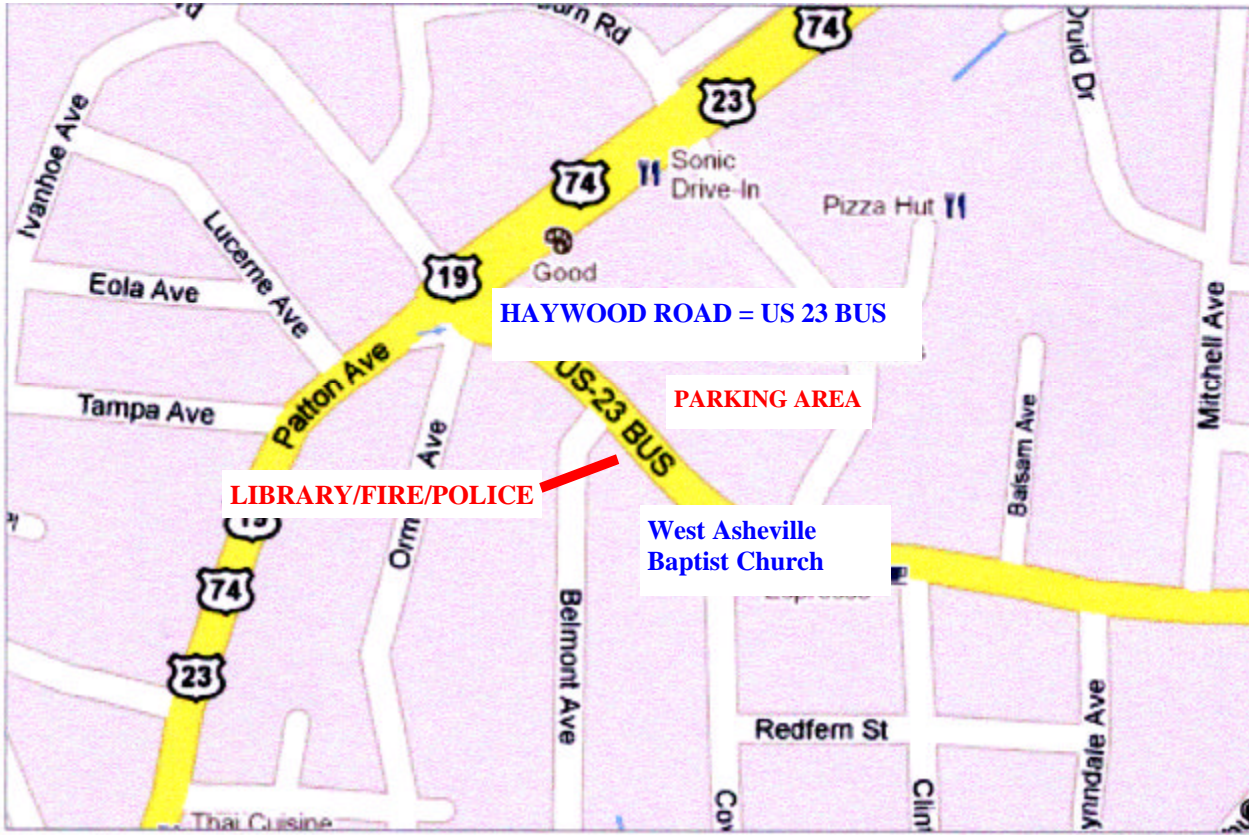 74
23
Druid Dr
Ivanhoe Ave
Sonic
Drive-In
74
Pizza Hut
Lucerne Ave
Good
19
Eola Ave
HAYWOOD ROAD = US 23 BUS
Mitchell Ave
Patton Ave
US-23 BUS
PARKING AREA
Tampa Ave
Balsam Ave
LIBRARY/FIRE/POLICE
19
Ave
West Asheville
Baptist Church
74
Belmont Ave
23
Redfern St
Thai Cuisine